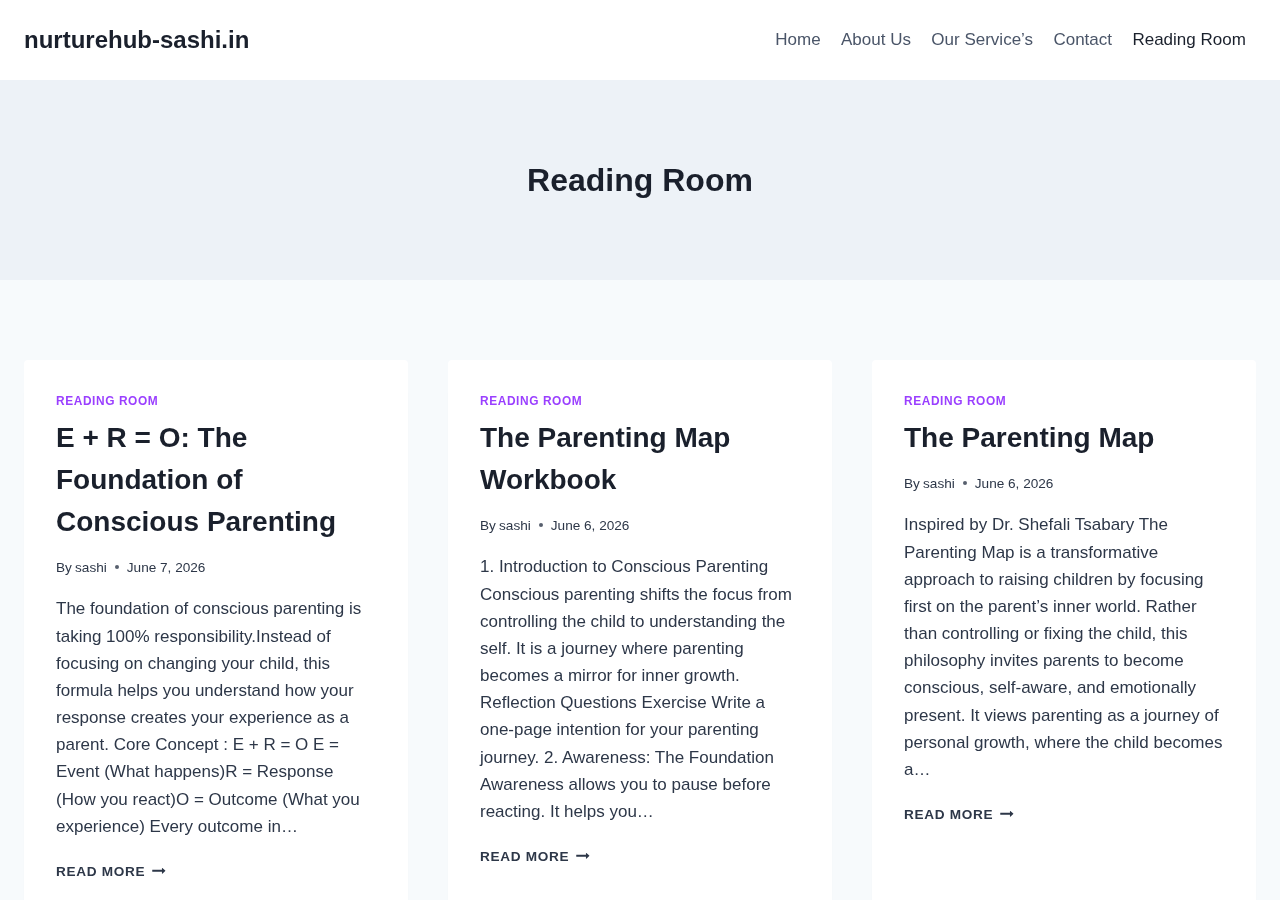 nurturehub-sashi.in
Home About Us Our Service’s Contact Reading Room
Reading Room
READING ROOM
E + R = O: The
Foundation of
Conscious Parenting
By sashi • June 7, 2026
The foundation of conscious parenting is
taking 100% responsibility.Instead of
focusing on changing your child, this
formula helps you understand how your
response creates your experience as a
parent. Core Concept : E + R = O E =
Event (What happens)R = Response
(How you react)O = Outcome (What you
experience) Every outcome in…
READ MORE
READING ROOM
The Parenting Map
Workbook
By sashi • June 6, 2026
1. Introduction to Conscious Parenting
Conscious parenting shifts the focus from
controlling the child to understanding the
self. It is a journey where parenting
becomes a mirror for inner growth.
Reflection Questions Exercise Write a
one-page intention for your parenting
journey. 2. Awareness: The Foundation
Awareness allows you to pause before
reacting. It helps you…
READ MORE
READING ROOM
The Parenting Map
By sashi • June 6, 2026
Inspired by Dr. Shefali Tsabary The
Parenting Map is a transformative
approach to raising children by focusing
first on the parent’s inner world. Rather
than controlling or fixing the child, this
philosophy invites parents to become
conscious, self-aware, and emotionally
present. It views parenting as a journey of
personal growth, where the child becomes
a…
READ MORE